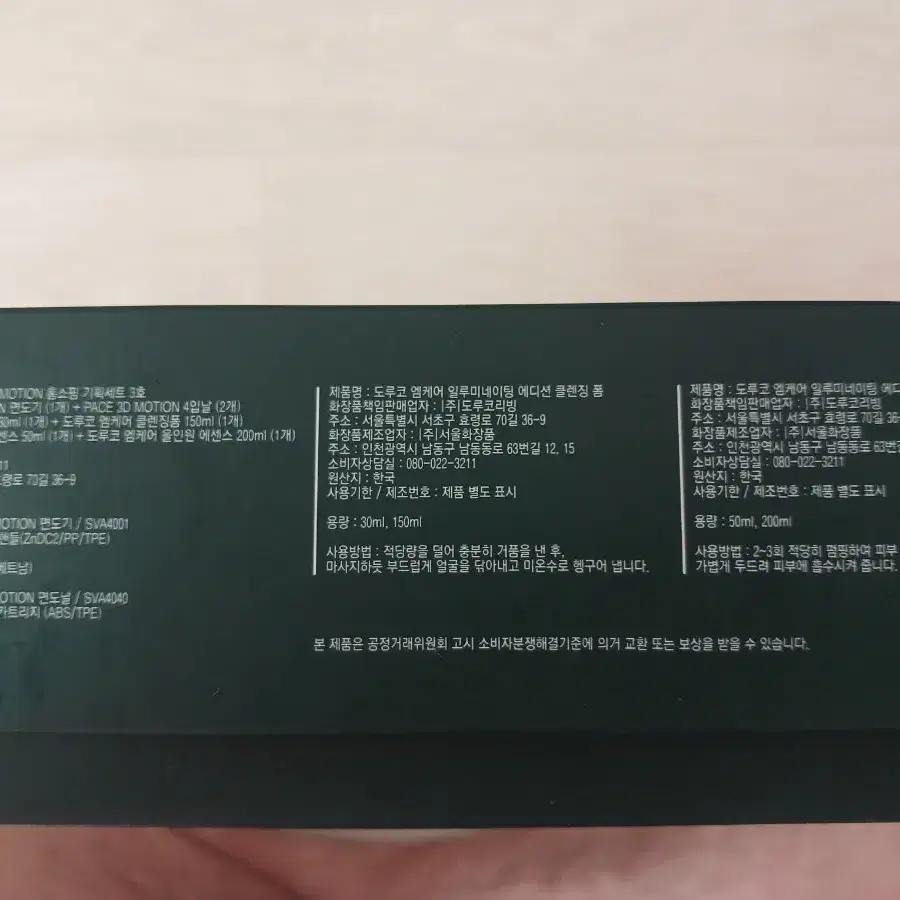 MOTION 홈쇼핑 기획세트 3호
면도기 (1개) + PACE 3D MOTION 4입날 (2개)
30ml (1개) + 도루코 엠케어 클렌징폼 150ml (1개)
센스 50ml (1개) + 도루코 엠케어 올인원 에센스 200ml (1개)
11
효령로 70길 36-9
MOTION 면도기 / SVA4001
핸들(ZnDC2/PP/TPE)
베트남)
MOTION 면도날 / SVA4040
카트리지 (ABS/TPE)
제품명 : 도루코 엠케어 일루미네이팅 에디션 클렌징 폼
화장품책임판매업자 : (주)도루코리빙
주소 : 서울특별시 서초구 효령로 70길 36-9
화장품제조업자 : (주)서울화장품
주소 : 인천광역시 남동구 남동동로 63번길 12, 15
소비자상담실 : 080-022-3211
원산지 : 한국
사용기한 / 제조번호 : 제품 별도 표시
용량 : 30ml, 150ml
사용방법 : 적당량을 덜어 충분히 거품을 낸 후,
마사지하듯 부드럽게 얼굴을 닦아내고 미온수로 헹구어 냅니다.
제품명 : 도루코 엠케어 일루미네이팅 에디
화장품책임판매업자 : (주)도루코리빙
주소 : 서울특별시 서초구 효령로 70길 36-
화장품제조업자 : (주)서울화장품
주소 : 인천광역시 남동구 남동동로 63번
소비자상담실 : 080-022-3211
원산지 : 한국
사용기한 / 제조번호 : 제품 별도 표시
용량 : 50ml, 200ml
사용방법 : 2~3회 적당히 펌핑하여 피부
가볍게 두드려 피부에 흡수시켜 줍니다.
본 제품은 공정거래위원회 고시 소비자분쟁해결기준에 의거 교환 또는 보상을 받을 수 있습니다.